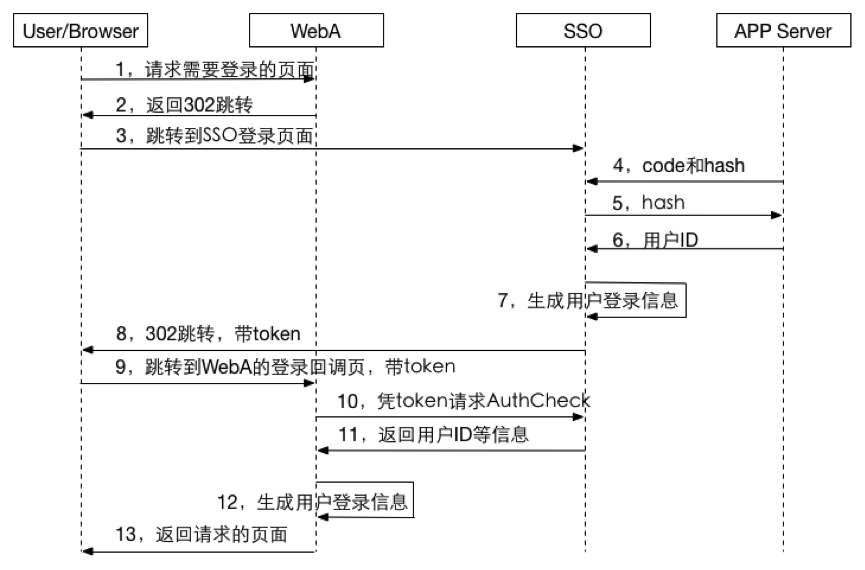 User/Browser
WebA
SSO
APP Server
1，请求需要登录的页面
2，返回302跳转
3，跳转到SSO登录页面
4，code和hash
5，hash
6，用户ID
7，生成用户登录信息
8，302跳转，带token
9，跳转到WebA的登录回调页，带token
10，凭token请求AuthCheck
11，返回用户ID等信息
12，生成用户登录信息
13，返回请求的页面